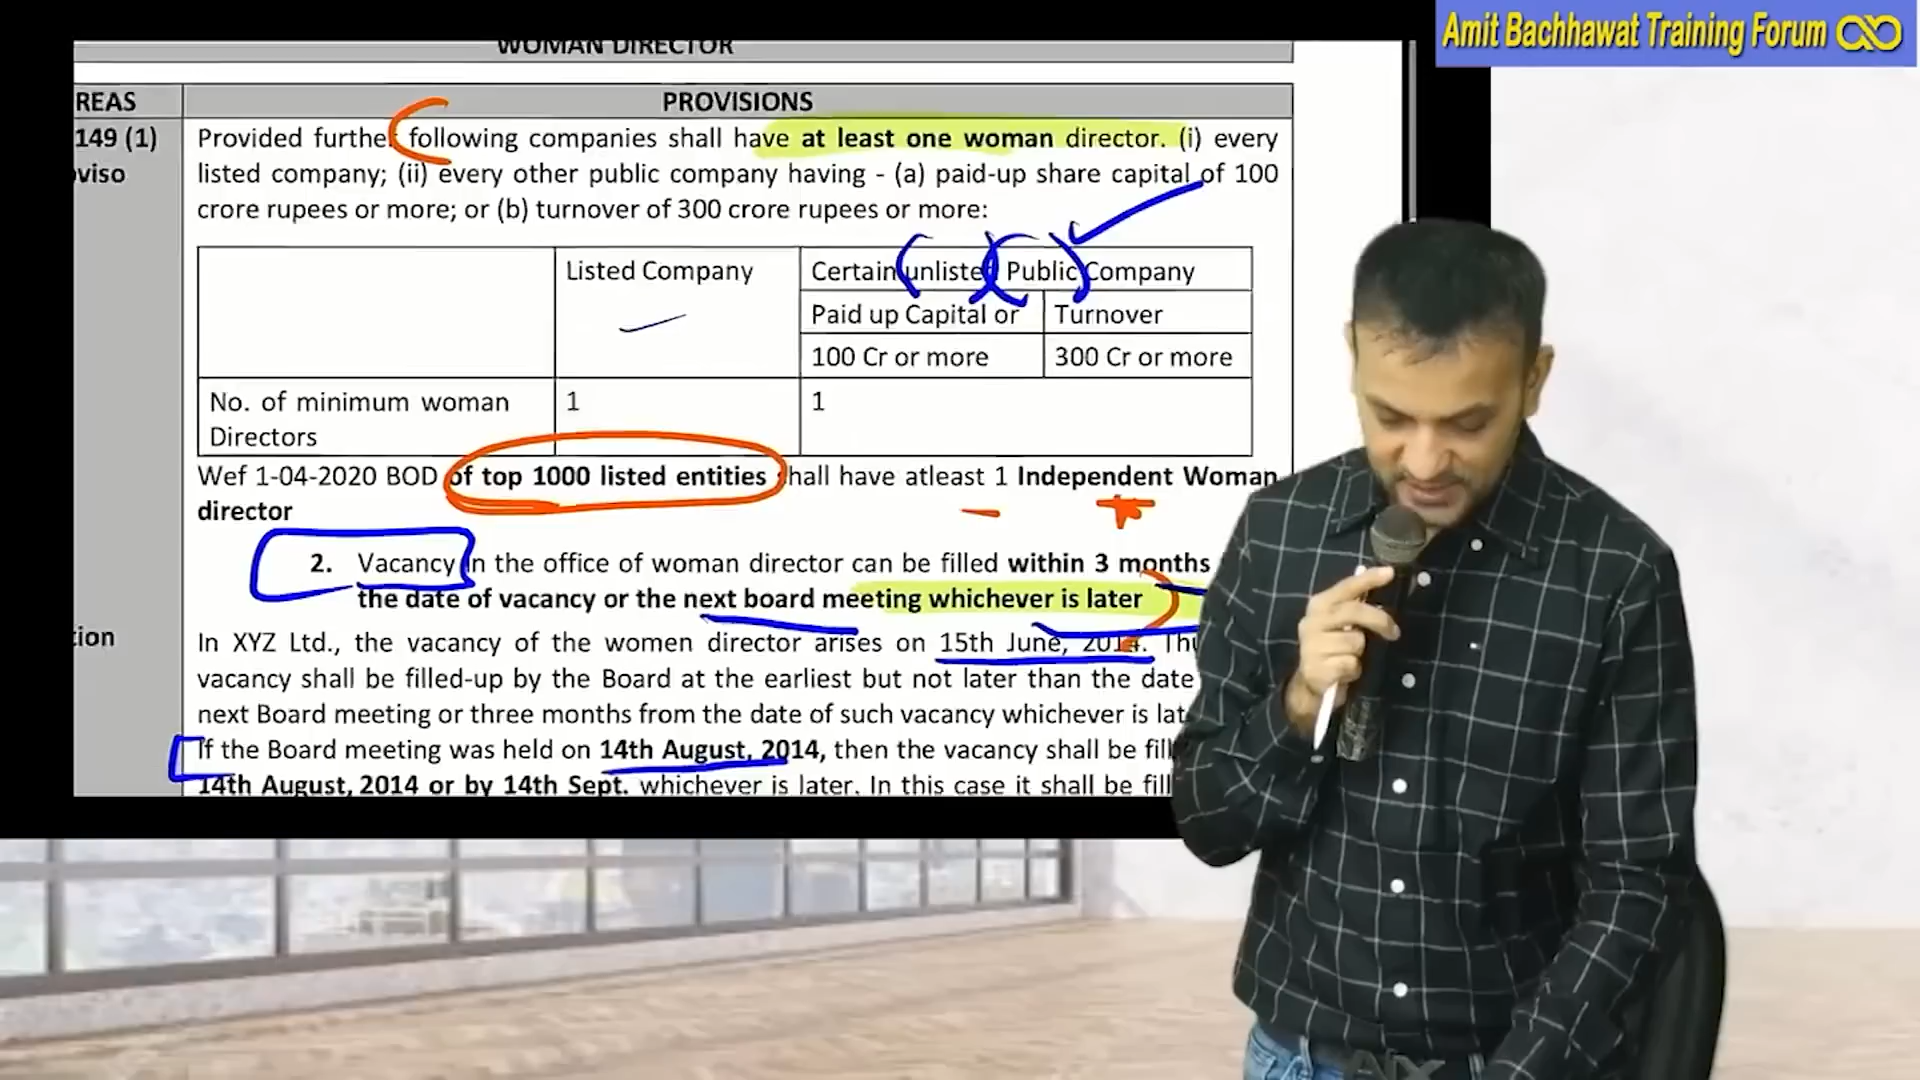 Amit Bachhawat Training Forum
WOMAN DIRECTOR
REAS PROVISIONS
149 (1) Provided further following companies shall have at least one woman director. (i) every
viso listed company; (ii) every other public company having - (a) paid-up share capital of 100
crore rupees or more; or (b) turnover of 300 crore rupees or more:
Listed Company Certain unlisted Public Company
Paid up Capital or Turnover
100 Cr or more 300 Cr or more
No. of minimum woman 1 1
Directors
Wef 1-04-2020 BOD of top 1000 listed entities shall have atleast 1 Independent Woman
director
2. Vacancy in the office of woman director can be filled within 3 months
the date of vacancy or the next board meeting whichever is later
tion In XYZ Ltd., the vacancy of the women director arises on 15th June, 2014. Thu
vacancy shall be filled-up by the Board at the earliest but not later than the date
next Board meeting or three months from the date of such vacancy whichever is lat
If the Board meeting was held on 14th August, 2014, then the vacancy shall be fill
14th August, 2014 or by 14th Sept. whichever is later. In this case it shall be fill